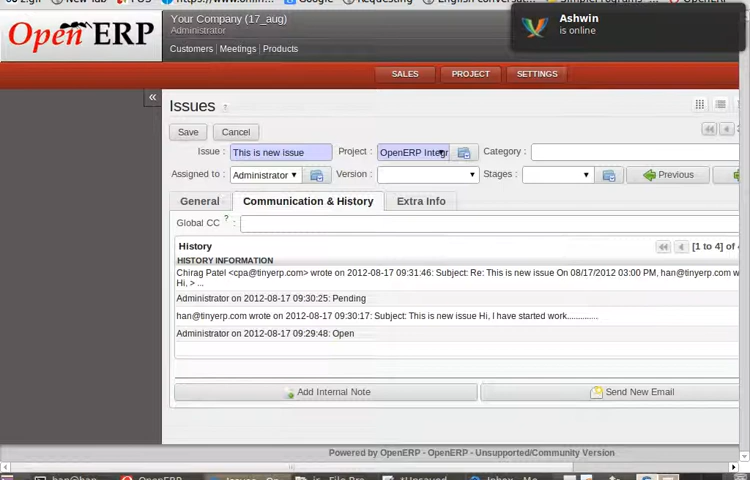 Your Company (17_aug)
Administrator
Open ERP
Customers Meetings Products
Ashwin
is online
SALES PROJECT SETTINGS
«
Issues ?
Save Cancel
Issue : This is new issue Project : OpenERP Integr Category :
Assigned to : Administrator Version : Stages : Previous
General Communication & History Extra Info
Global CC ? :
History [1 to 4] of
HISTORY INFORMATION
Chirag Patel <cpa@tinyerp.com> wrote on 2012-08-17 09:31:46: Subject: Re: This is new issue On 08/17/2012 03:00 PM, han@tinyerp.com w
Hi, > ...
Administrator on 2012-08-17 09:30:25: Pending
han@tinyerp.com wrote on 2012-08-17 09:30:17: Subject: This is new issue Hi, I have started work..............
Administrator on 2012-08-17 09:29:48: Open
Add Internal Note Send New Email
Powered by OpenERP - OpenERP - Unsupported/Community Version